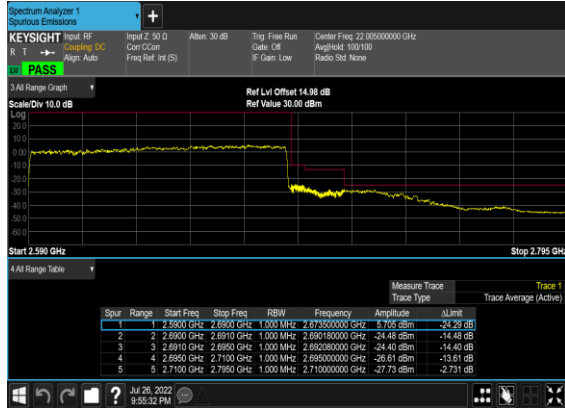 Spectrum Analyzer 1
Spurious Emissions
KEYSIGHT Input: RF Input Z: 50 Ω Atten: 30 dB Trig: Free Run Center Freq: 22.005000000 GHz
R T Coupling: DC Corr CCorr Gate: Off Avg|Hold: 100/100
Align: Auto Freq Ref: Int (S) IF Gain: Low Radio Std: None
LXI PASS
3 All Range Graph
Ref Lvl Offset 14.98 dB
Scale/Div 10.0 dB Ref Value 30.00 dBm
Log
20.0
10.0
0.00
-10.0
-20.0
-30.0
-40.0
-50.0
-60.0
Start 2.590 GHz Stop 2.795 GHz
4 All Range Table
Measure Trace Trace 1
Trace Type Trace Average (Active)
Spur Range Start Freq Stop Freq RBW Frequency Amplitude ΔLimit
1 1 2.5900 GHz 2.6900 GHz 1.000 MHz 2.673500000 GHz 5.705 dBm -24.29 dB
2 2 2.6900 GHz 2.6910 GHz 1.000 MHz 2.690180000 GHz -24.48 dBm -14.48 dB
3 3 2.6910 GHz 2.6950 GHz 1.000 MHz 2.692080000 GHz -24.40 dBm -14.40 dB
4 4 2.6950 GHz 2.7100 GHz 1.000 MHz 2.695000000 GHz -26.61 dBm -13.61 dB
5 5 2.7100 GHz 2.7950 GHz 1.000 MHz 2.710000000 GHz -27.73 dBm -2.731 dB
Jul 26, 2022
9:55:32 PM